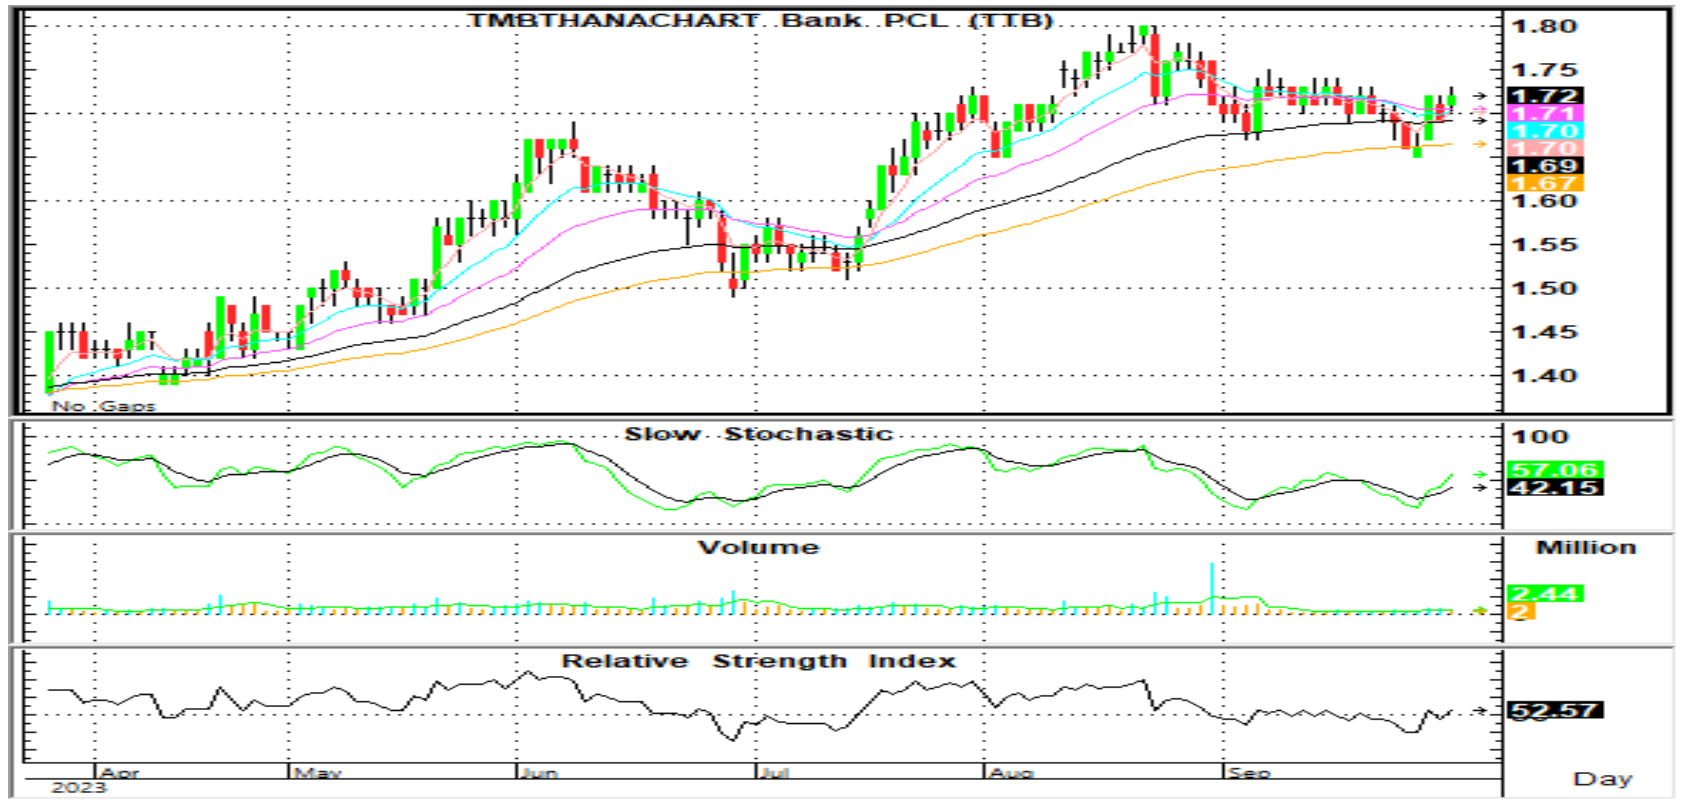 TMBTHANACHART Bank PCL (TTB)
1.80
1.75
1.72
1.71
1.70
1.70
1.69
1.67
1.60
1.55
1.50
1.45
1.40
No Gaps
Slow Stochastic
100
57.06
42.15
Volume
Million
2.44
2
Relative Strength Index
52.57
Apr
May
Jun
Jul
Aug
Sep
2023
Day